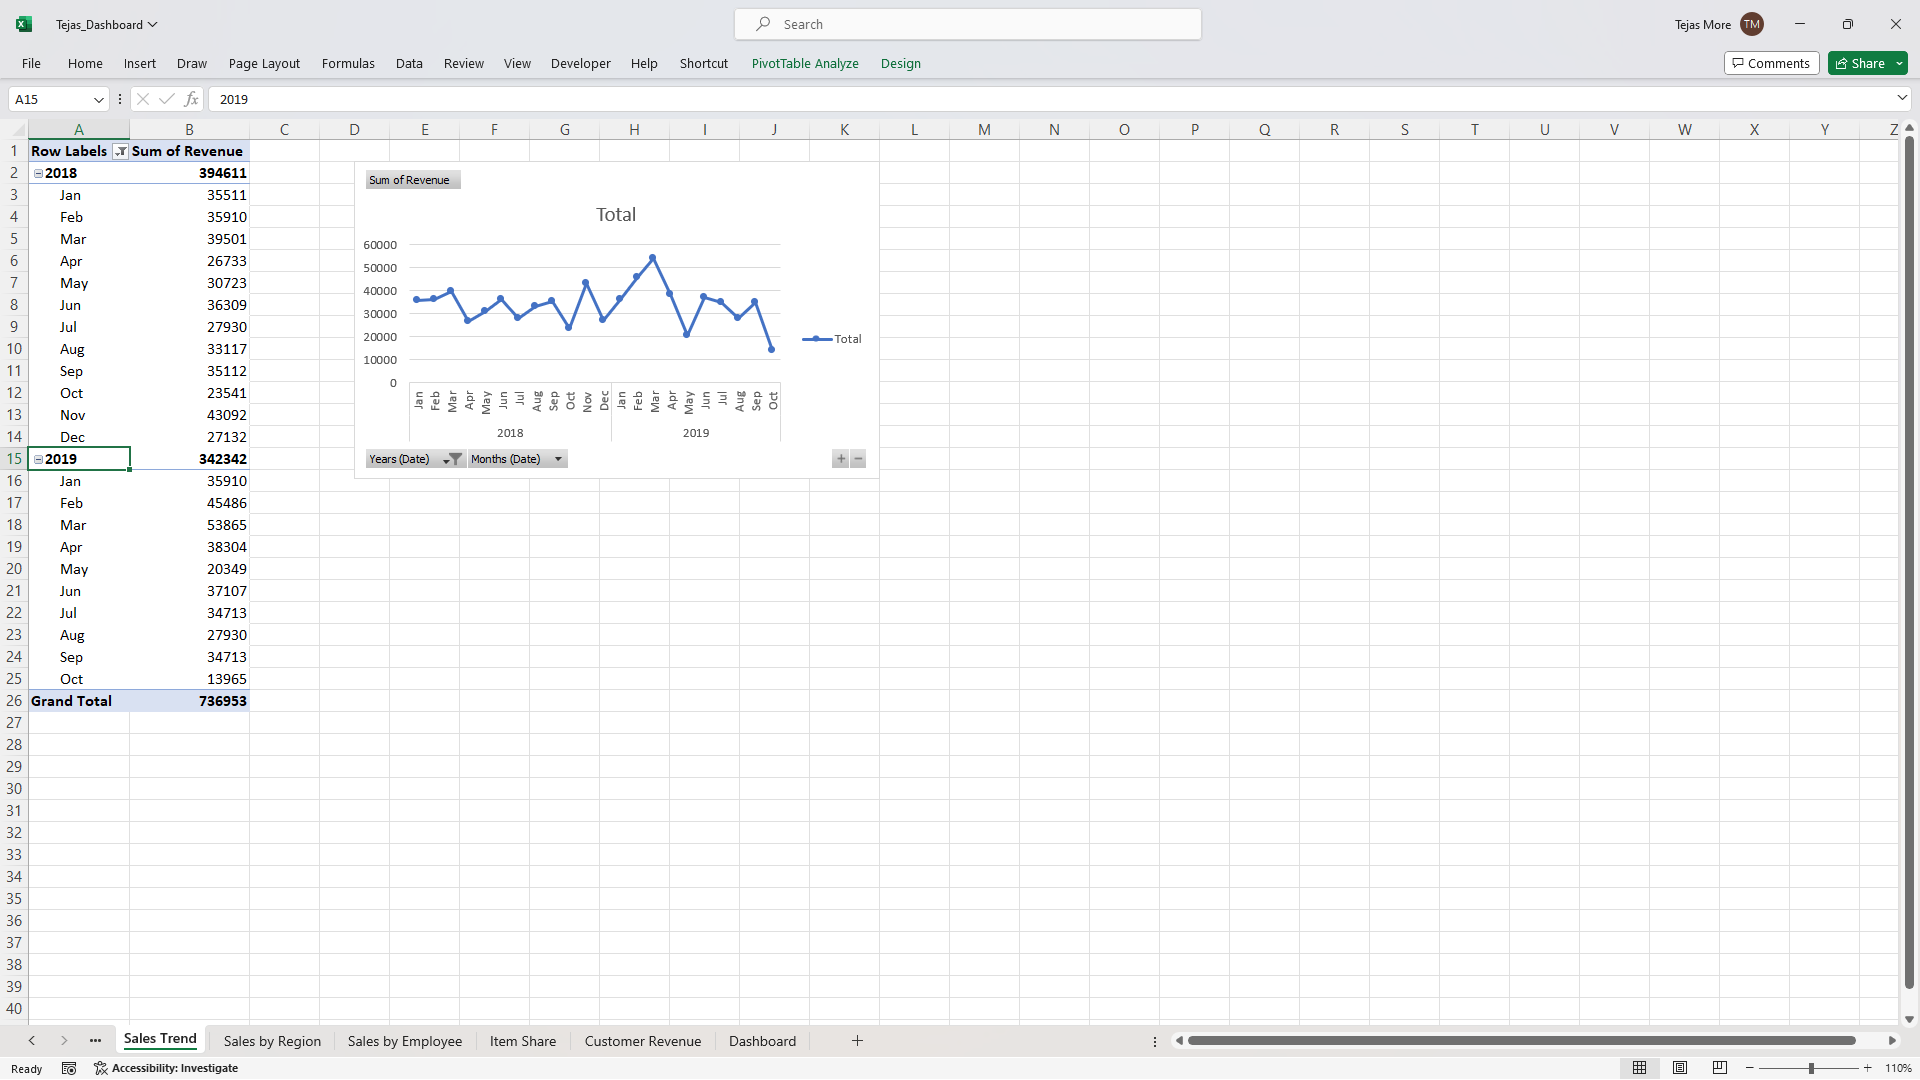 Tejas_Dashboard
Search
Tejas More TM
File Home Insert Draw Page Layout Formulas Data Review View Developer Help Shortcut PivotTable Analyze Design Comments Share
A15 fx 2019
A B C D E F G H I J K L M N O P Q R S T U V W X Y Z
1 Row Labels Sum of Revenue
2 2018 394611
3 Jan 35511
4 Feb 35910
5 Mar 39501
6 Apr 26733
7 May 30723
8 Jun 36309
9 Jul 27930
10 Aug 33117
11 Sep 35112
12 Oct 23541
13 Nov 43092
14 Dec 27132
15 2019 342342
16 Jan 35910
17 Feb 45486
18 Mar 53865
19 Apr 38304
20 May 20349
21 Jun 37107
22 Jul 34713
23 Aug 27930
24 Sep 34713
25 Oct 13965
26 Grand Total 736953
27
28
29
30
31
32
33
34
35
36
37
38
39
40
Sum of Revenue
Total
60000
50000
40000
30000
20000
10000
0
Total
Jan Feb Mar Apr May Jun Jul Aug Sep Oct Nov Dec Jan Feb Mar Apr May Jun Jul Aug Sep Oct
2018 2019
Years (Date) Months (Date)
Sales Trend Sales by Region Sales by Employee Item Share Customer Revenue Dashboard
Ready Accessibility: Investigate 110%